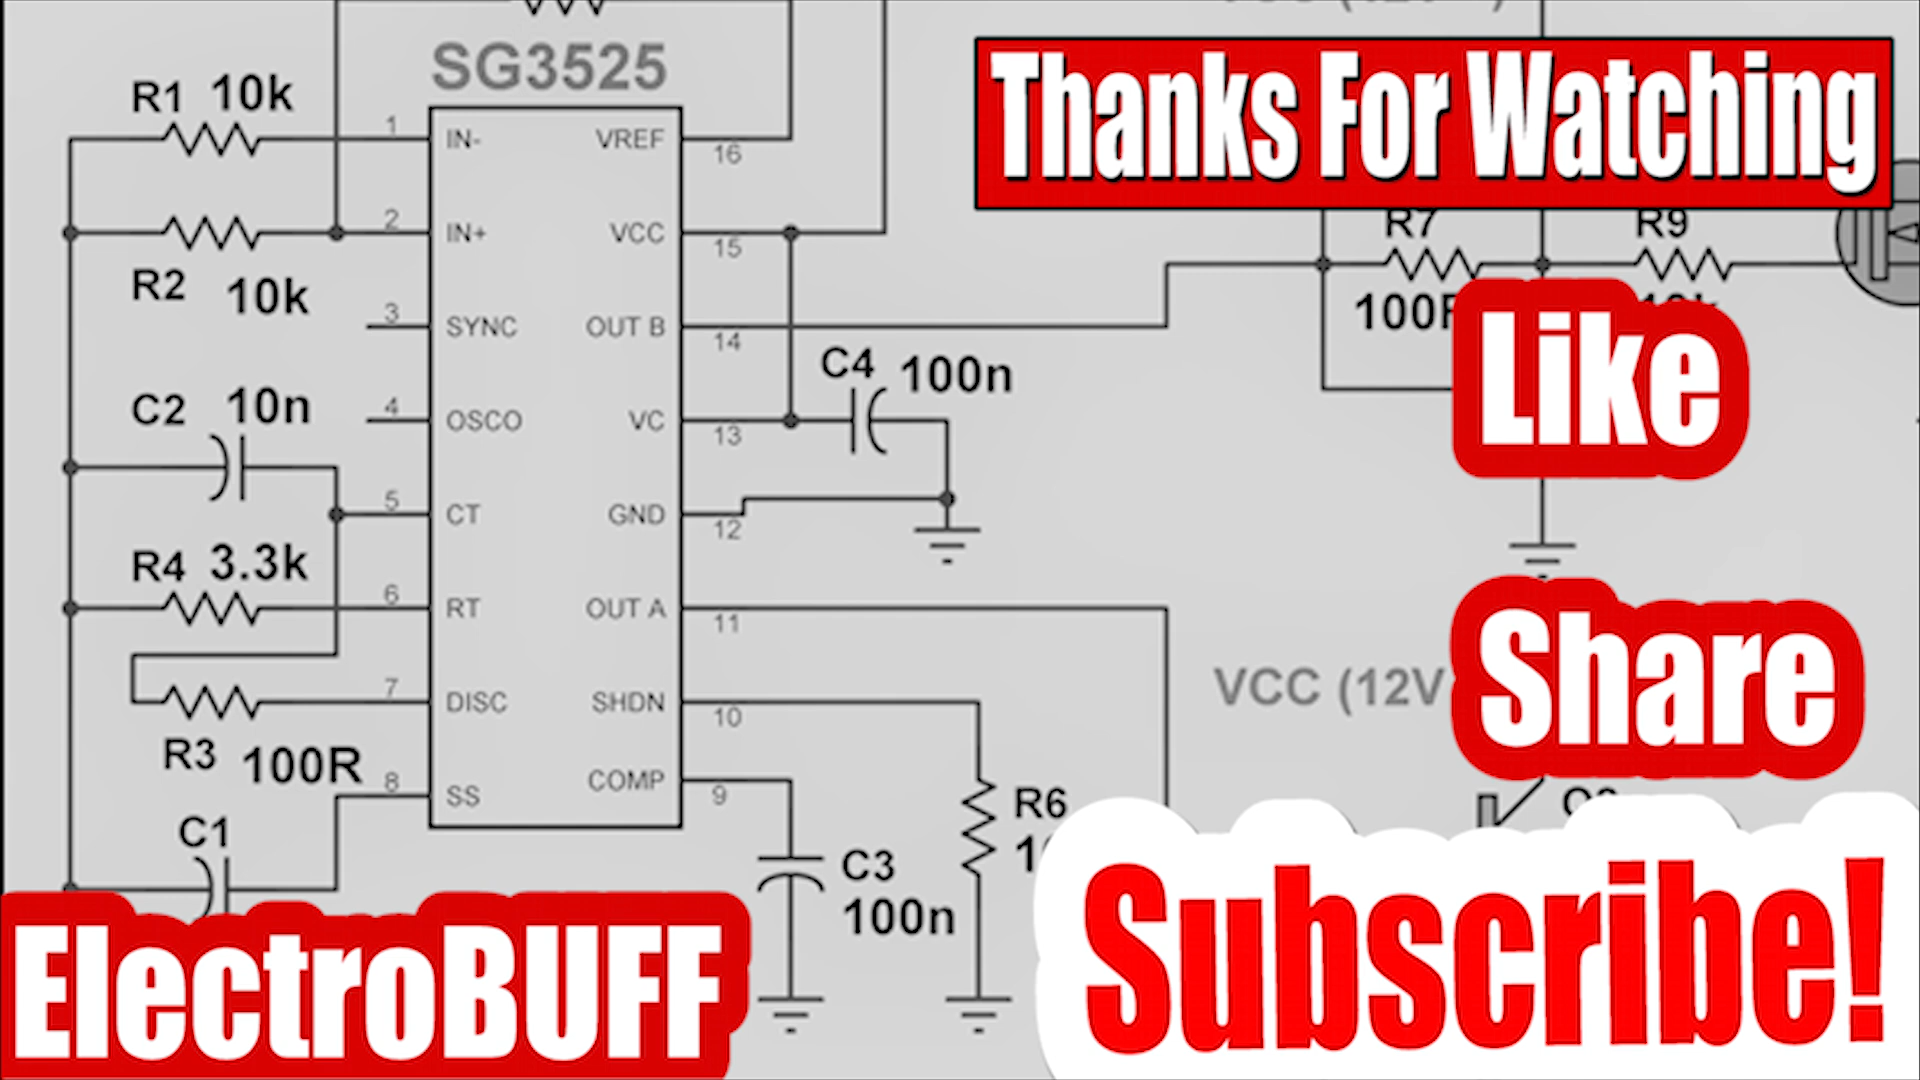 SG3525
Thanks For Watching
R1 10k
1 IN- VREF 16
2 IN+ VCC 15
R2 10k
R7 R9
3 SYNC OUT B 14
C4 100n
Like
C2 10n
4 OSCO VC 13
5 CT GND 12
R4 3.3k
6 RT OUT A 11
VCC (12V
Share
7 DISC SHDN 10
R3 100R
8 SS COMP 9
R6
C1
C3
100n
ElectroBUFF
Subscribe!